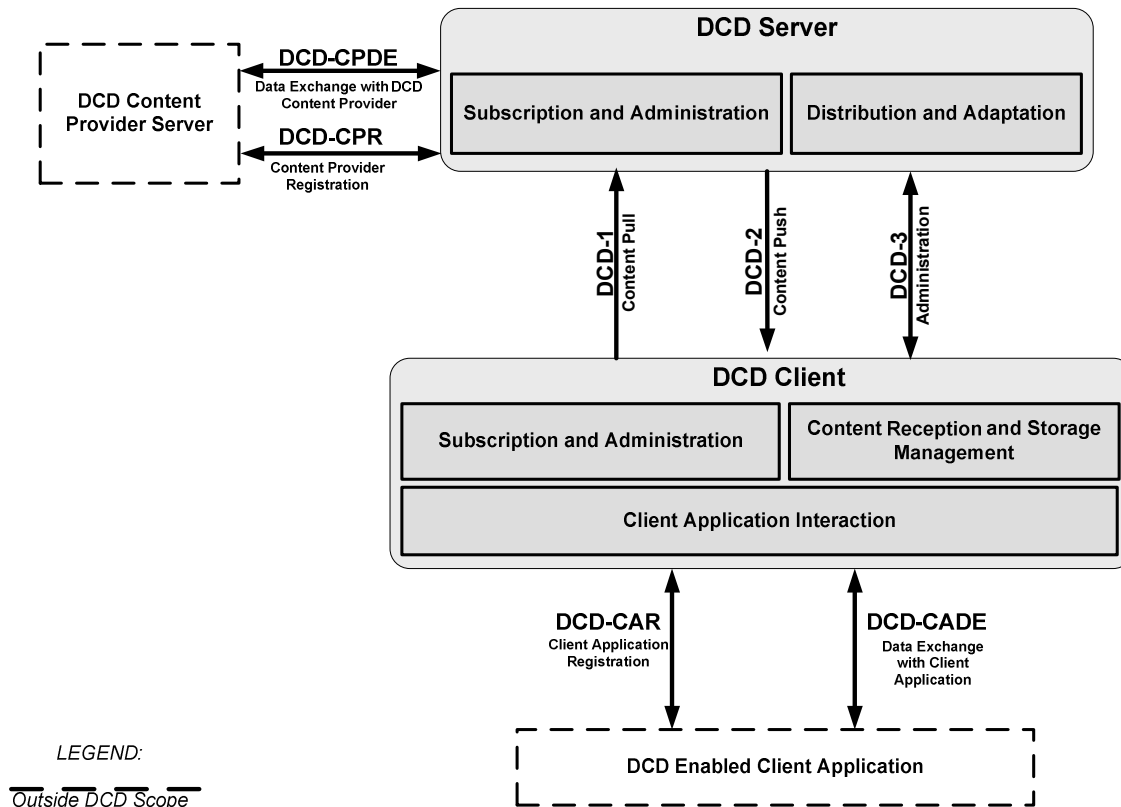 DCD Server
DCD-CPDE
Data Exchange with DCD
Content Provider
DCD Content
Provider Server
DCD-CPR
Content Provider
Registration
Subscription and Administration
Distribution and Adaptation
DCD-1
Content Pull
DCD-2
Content Push
DCD-3
Administration
DCD Client
Subscription and Administration
Content Reception and Storage
Management
Client Application Interaction
DCD-CAR
Client Application
Registration
DCD-CADE
Data Exchange
with Client
Application
DCD Enabled Client Application
LEGEND:
Outside DCD Scope